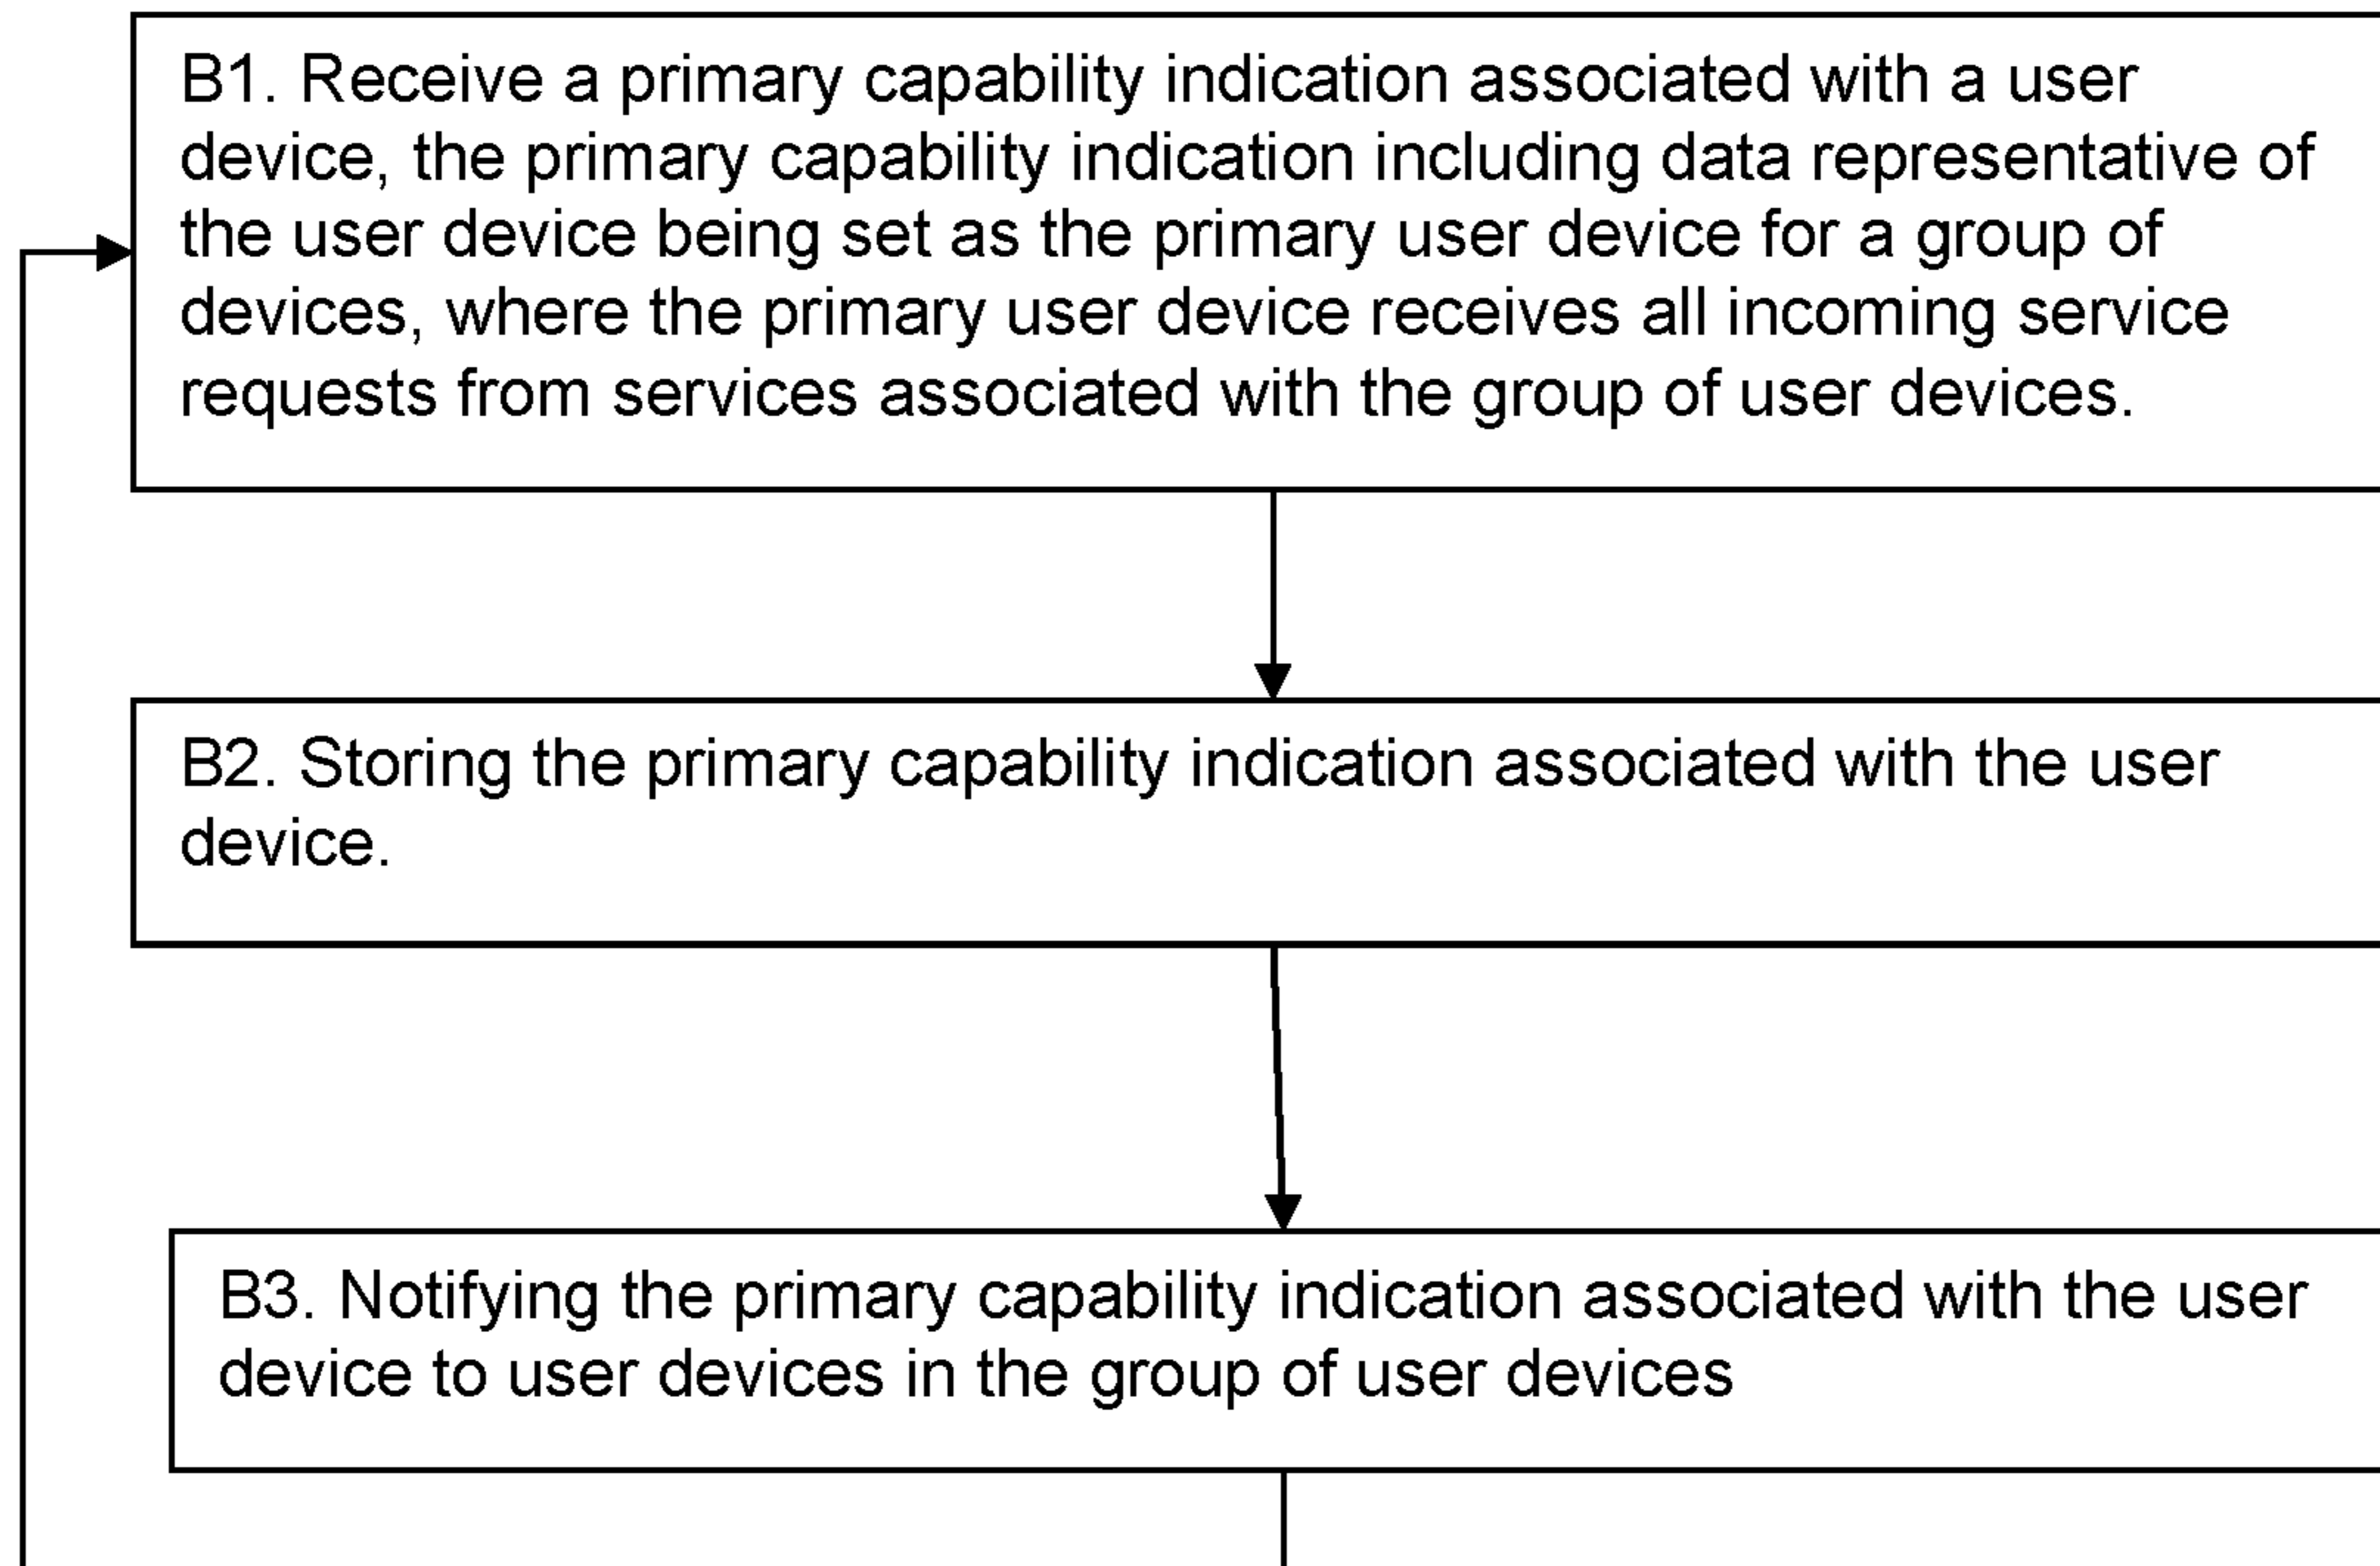 B1. Receive a primary capability indication associated with a user
device, the primary capability indication including data representative of
the user device being set as the primary user device for a group of
devices, where the primary user device receives all incoming service
requests from services associated with the group of user devices.
B2. Storing the primary capability indication associated with the user
device.
B3. Notifying the primary capability indication associated with the user
device to user devices in the group of user devices